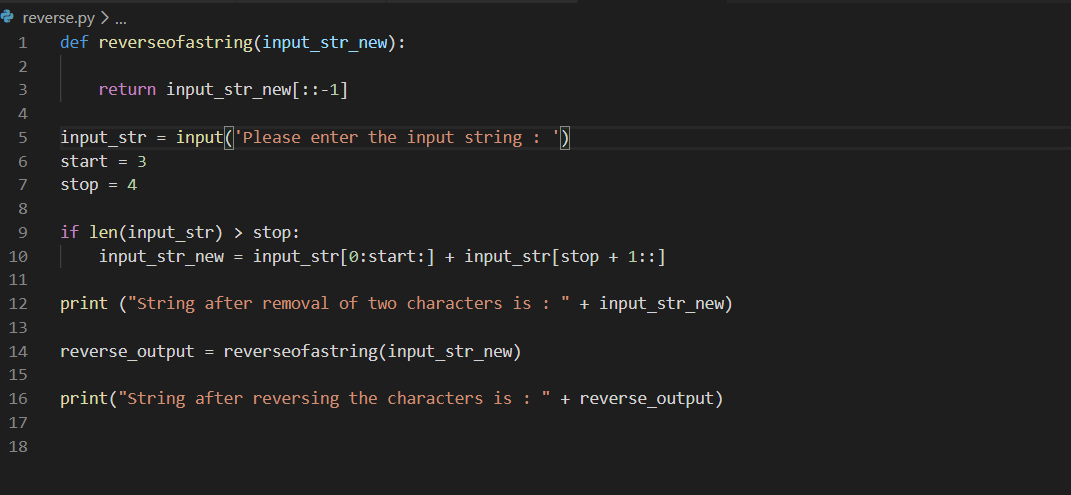 reverse.py > ...
1 def reverseofastring(input_str_new):
2
3 return input_str_new[::-1]
4
5 input_str = input('Please enter the input string : ')
6 start = 3
7 stop = 4
8
9 if len(input_str) > stop:
10 input_str_new = input_str[0:start:] + input_str[stop + 1::]
11
12 print ("String after removal of two characters is : " + input_str_new)
13
14 reverse_output = reverseofastring(input_str_new)
15
16 print("String after reversing the characters is : " + reverse_output)
17
18